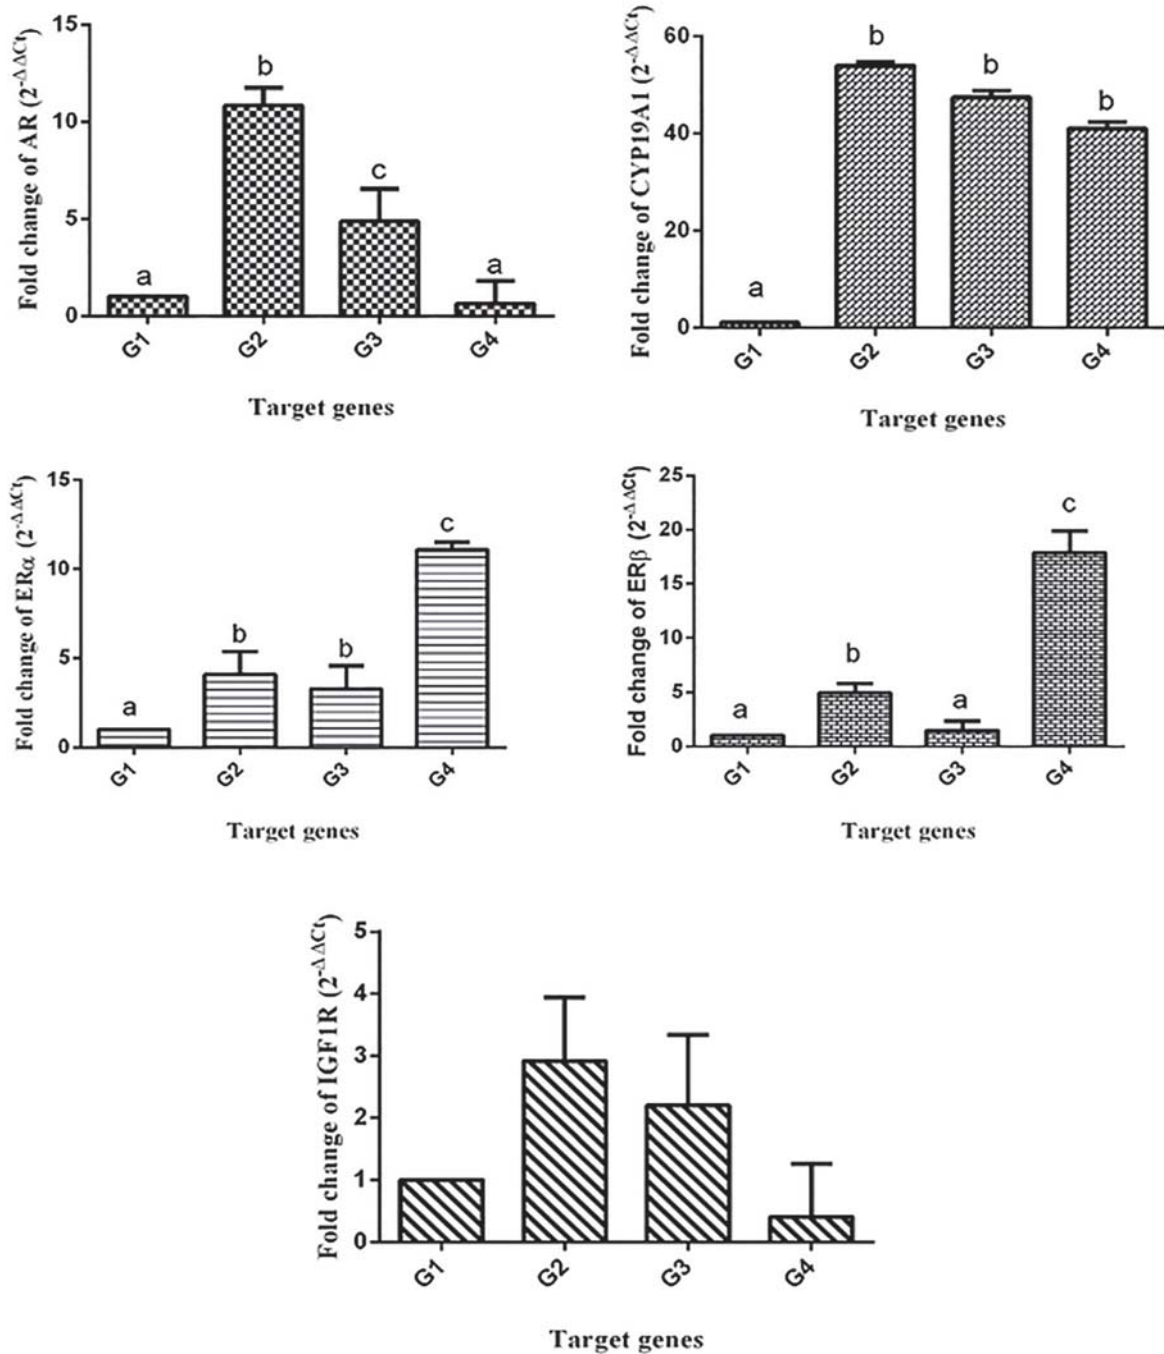 Fold change of AR (2-ΔΔCt)
15
10
5
0
a
b
c
a
G1
G2
G3
G4
Target genes
Fold change of CYP19A1 (2-ΔΔCt)
60
40
20
0
a
b
b
b
G1
G2
G3
G4
Target genes
Fold change of ERα (2-ΔΔCt)
15
10
5
0
a
b
b
c
G1
G2
G3
G4
Target genes
Fold change of ERβ (2-ΔΔCt)
25
20
15
10
5
0
a
b
a
c
G1
G2
G3
G4
Target genes
Fold change of IGF1R (2-ΔΔCt)
5
4
3
2
1
0
G1
G2
G3
G4
Target genes